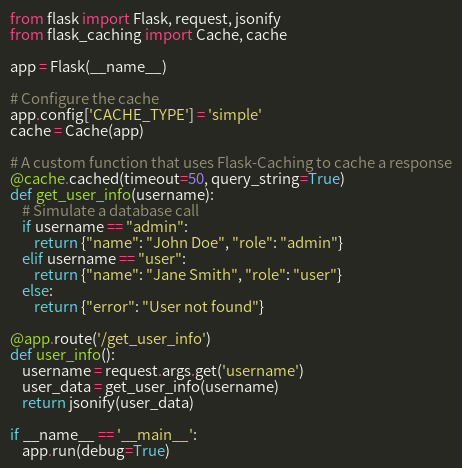 from flask import Flask, request, jsonify
from flask_caching import Cache, cache

app = Flask(__name__)

# Configure the cache
app.config['CACHE_TYPE'] = 'simple'
cache = Cache(app)

# A custom function that uses Flask-Caching to cache a response
@cache.cached(timeout=50, query_string=True)
def get_user_info(username):
    # Simulate a database call
    if username == "admin":
        return {"name": "John Doe", "role": "admin"}
    elif username == "user":
        return {"name": "Jane Smith", "role": "user"}
    else:
        return {"error": "User not found"}

@app.route('/get_user_info')
def user_info():
    username = request.args.get('username')
    user_data = get_user_info(username)
    return jsonify(user_data)

if __name__ == '__main__':
    app.run(debug=True)